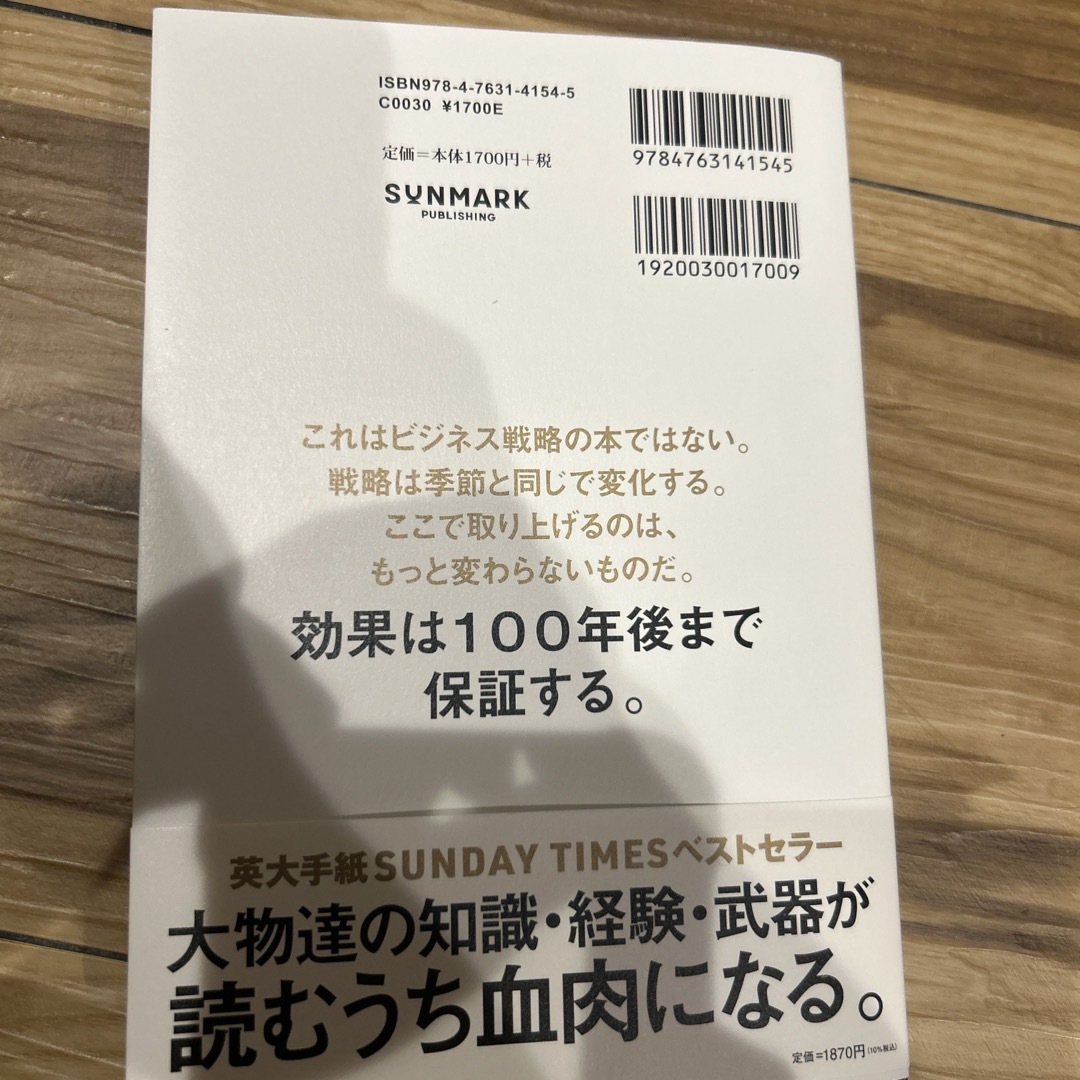 ISBN978-4-7631-4154-5
C0030 ¥1700E
定価=本体1700円+税
SUNMARK
PUBLISHING
9784763141545
1920030017009
これはビジネス戦略の本ではない。
戦略は季節と同じで変化する。
ここで取り上げるのは、
もっと変わらないものだ。
効果は100年後まで
保証する。
英大手紙SUNDAY TIMESベストセラー
大物達の知識・経験・武器が
読むうち血肉になる。
定価=1870円(10%税込)